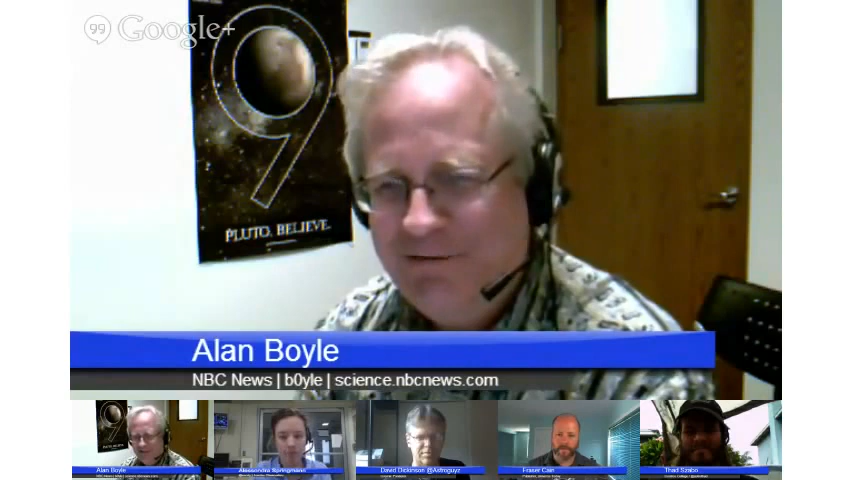 Google+
9
PLUTO. BELIEVE.
Alan Boyle
NBC News | b0yle | science.nbcnews.com
Alan Boyle
Alessondra Springmann
David Dickinson @Astroguyz
Fraser Cain
Thad Szabo